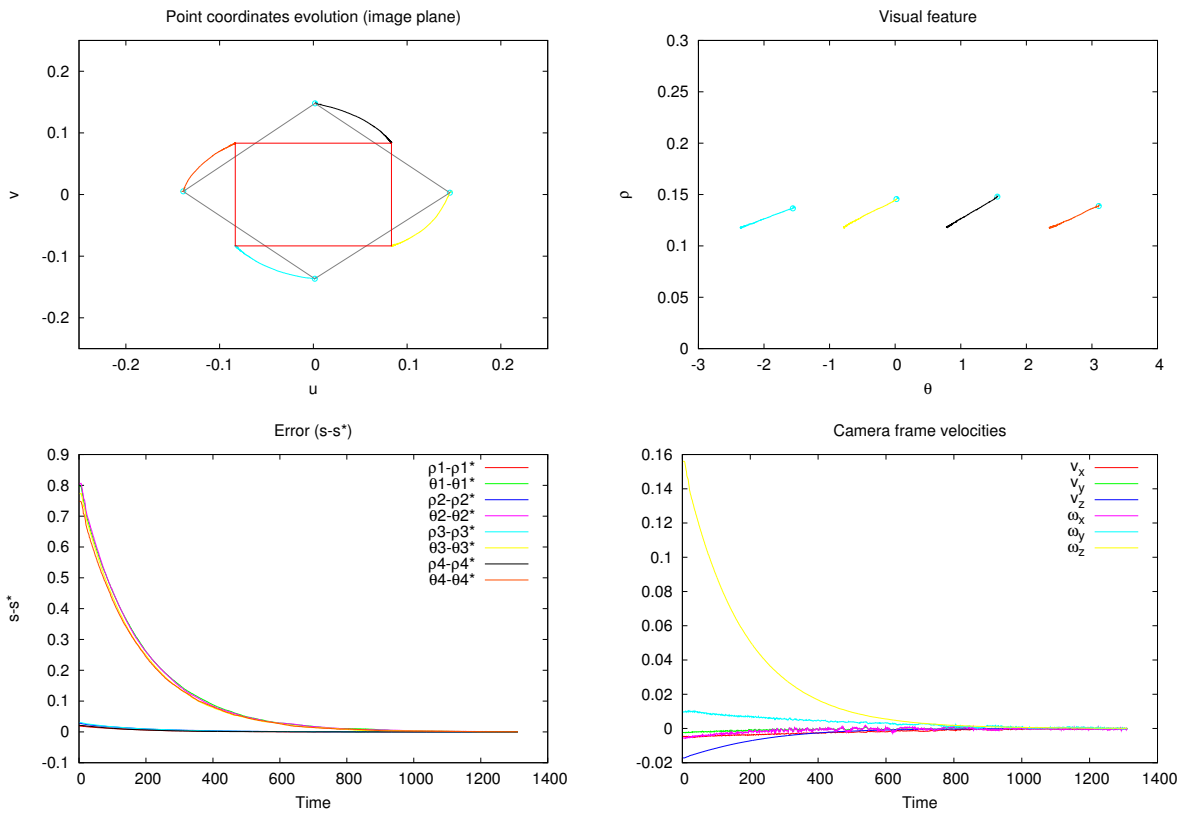 Point coordinates evolution (image plane)
0.2
0.1
0
-0.1
-0.2
v
-0.2
-0.1
0
0.1
0.2
u
Visual feature
0.3
0.25
0.2
0.15
0.1
0.05
0
ρ
-3
-2
-1
0
1
2
3
4
θ
Error (s-s*)
0.9
0.8
0.7
0.6
0.5
0.4
0.3
0.2
0.1
0
-0.1
s-s*
ρ1-ρ1*
θ1-θ1*
ρ2-ρ2*
θ2-θ2*
ρ3-ρ3*
θ3-θ3*
ρ4-ρ4*
θ4-θ4*
0
200
400
600
800
1000
1200
1400
Time
Camera frame velocities
0.16
0.14
0.12
0.1
0.08
0.06
0.04
0.02
0
-0.02
v_x
v_y
v_z
ω_x
ω_y
ω_z
0
200
400
600
800
1000
1200
1400
Time